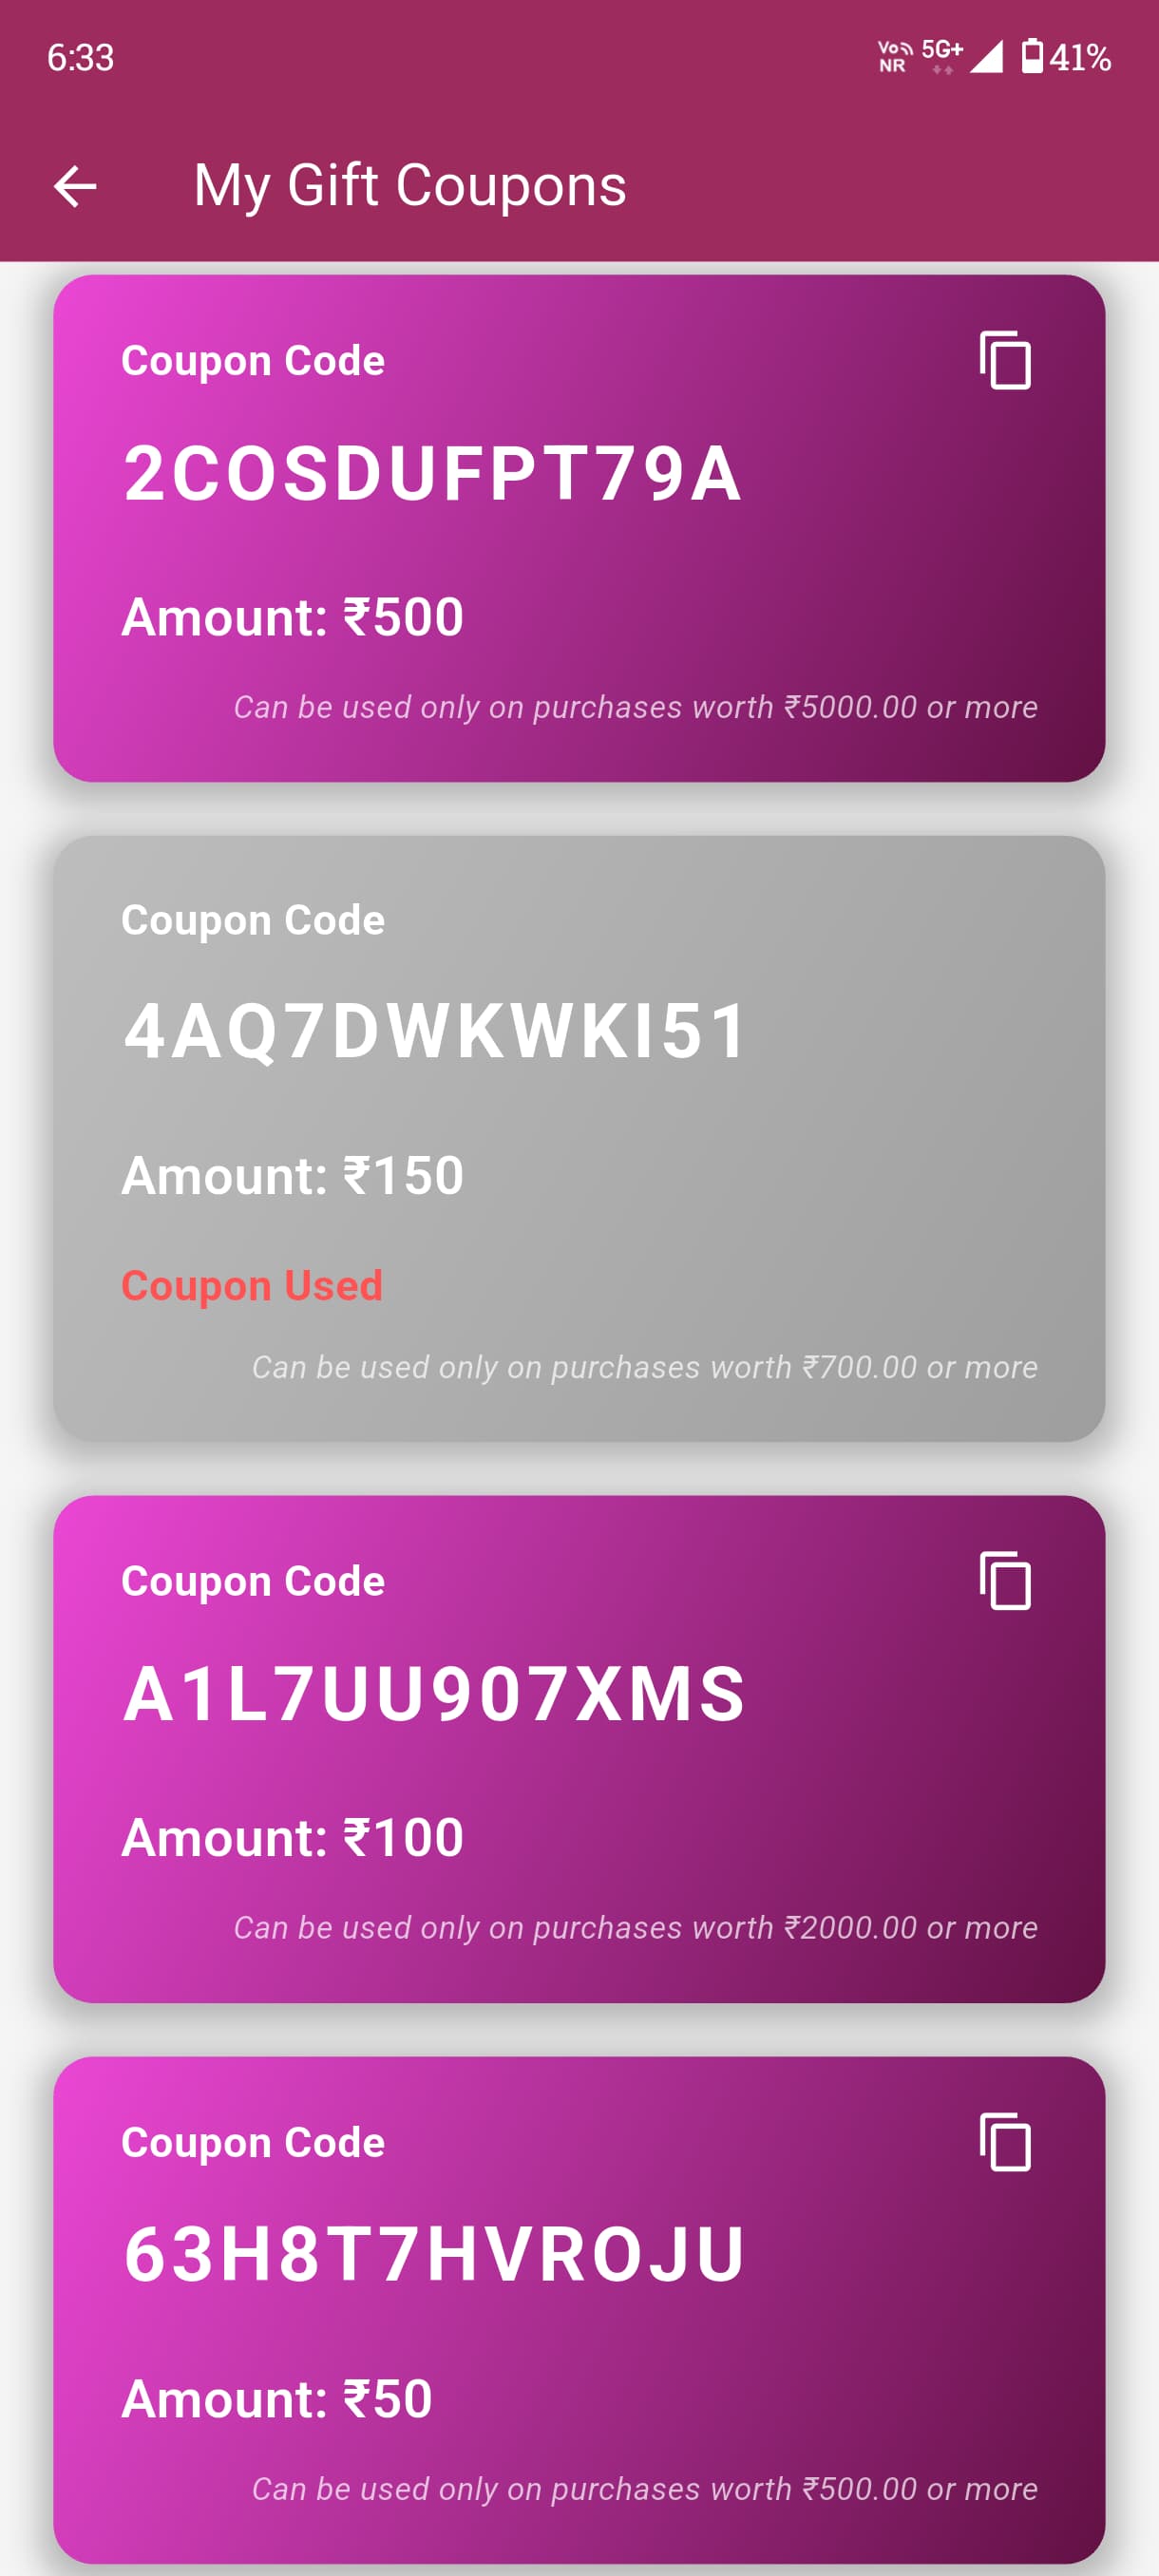 6:33
Vo NR 5G+ 41%
My Gift Coupons
Coupon Code
2COSDUFPT79A
Amount: ₹500
Can be used only on purchases worth ₹5000.00 or more
Coupon Code
4AQ7DWKWKI51
Amount: ₹150
Coupon Used
Can be used only on purchases worth ₹700.00 or more
Coupon Code
A1L7UU907XMS
Amount: ₹100
Can be used only on purchases worth ₹2000.00 or more
Coupon Code
63H8T7HVROJU
Amount: ₹50
Can be used only on purchases worth ₹500.00 or more